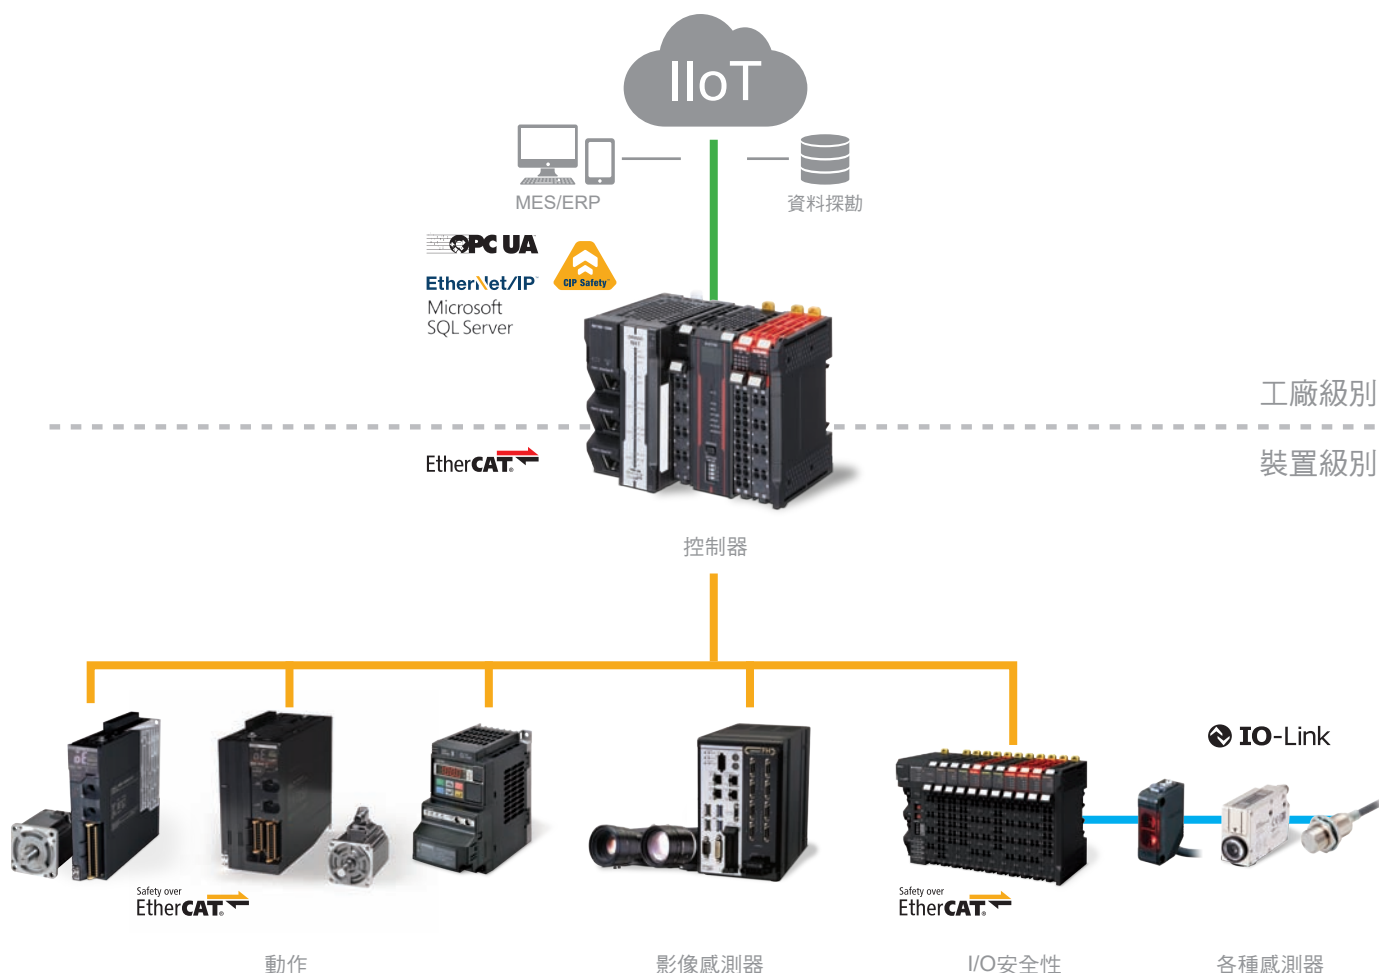 IIoT
MES/ERP
資料探勘
OPC UA
EtherNet/IP
CIP Safety
Microsoft
SQL Server
工廠級別
EtherCAT
裝置級別
控制器
IO-Link
Safety over
EtherCAT
Safety over
EtherCAT
動作
影像感測器
I/O安全性
各種感測器